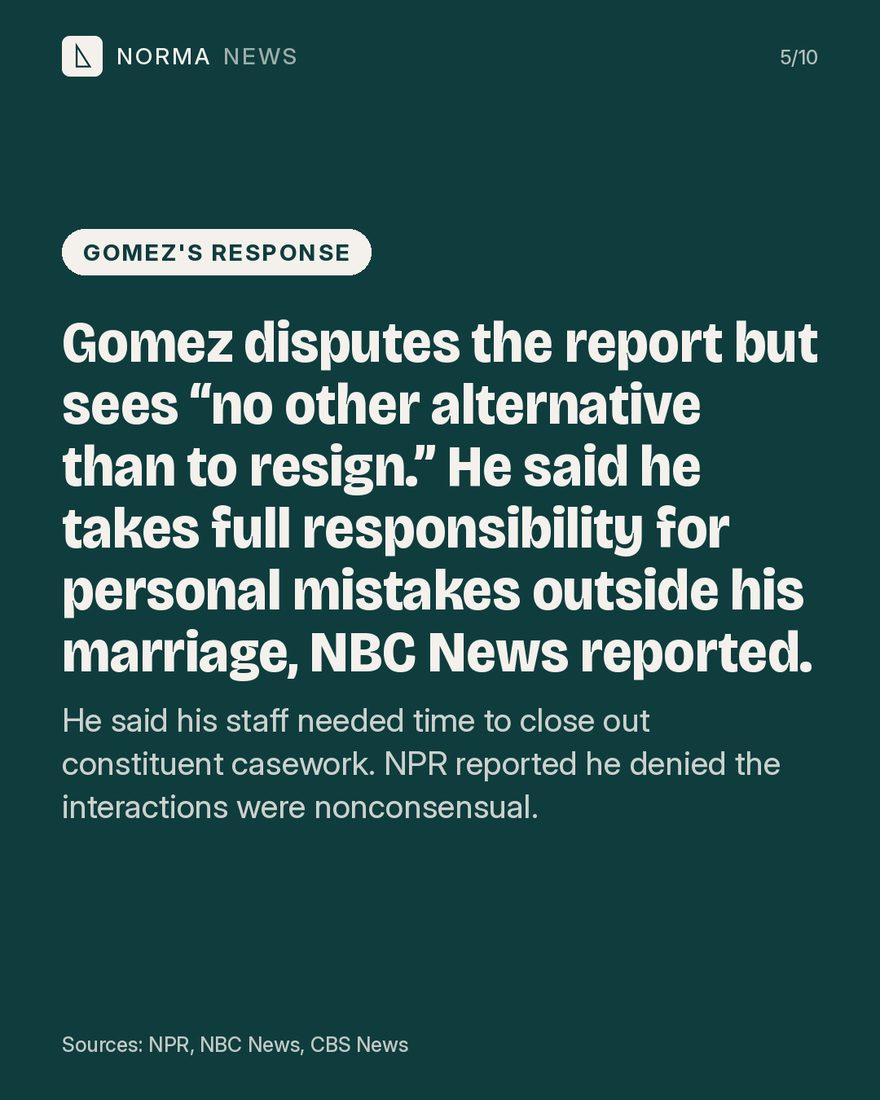 NORMA NEWS
5/10
GOMEZ'S RESPONSE
Gomez disputes the report but
sees “no other alternative
than to resign.” He said he
takes full responsibility for
personal mistakes outside his
marriage, NBC News reported.
He said his staff needed time to close out
constituent casework. NPR reported he denied the
interactions were nonconsensual.
Sources: NPR, NBC News, CBS News